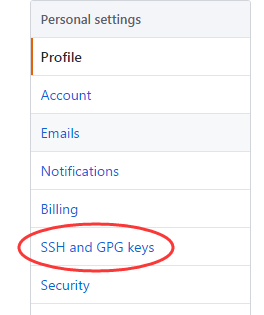 Personal settings
Profile
Account
Emails
Notifications
Billing
SSH and GPG keys
Security